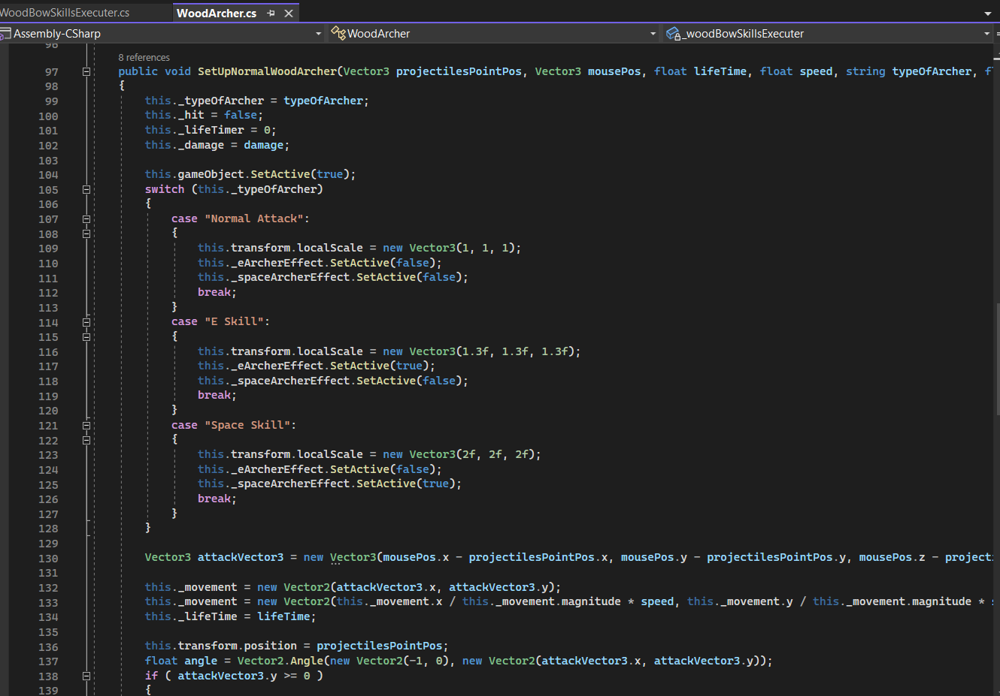 WoodBowSkillsExecuter.cs WoodArcher.cs
Assembly-CSharp WoodArcher _woodBowSkillsExecuter
96
8 references
97 public void SetUpNormalWoodArcher(Vector3 projectilesPointPos, Vector3 mousePos, float lifeTime, float speed, string typeOfArcher, fl
98 {
99 this._typeOfArcher = typeOfArcher;
100 this._hit = false;
101 this._lifeTimer = 0;
102 this._damage = damage;
103
104 this.gameObject.SetActive(true);
105 switch (this._typeOfArcher)
106 {
107 case "Normal Attack":
108 {
109 this.transform.localScale = new Vector3(1, 1, 1);
110 this._eArcherEffect.SetActive(false);
111 this._spaceArcherEffect.SetActive(false);
112 break;
113 }
114 case "E Skill":
115 {
116 this.transform.localScale = new Vector3(1.3f, 1.3f, 1.3f);
117 this._eArcherEffect.SetActive(true);
118 this._spaceArcherEffect.SetActive(false);
119 break;
120 }
121 case "Space Skill":
122 {
123 this.transform.localScale = new Vector3(2f, 2f, 2f);
124 this._eArcherEffect.SetActive(false);
125 this._spaceArcherEffect.SetActive(true);
126 break;
127 }
128 }
129
130 Vector3 attackVector3 = new Vector3(mousePos.x - projectilesPointPos.x, mousePos.y - projectilesPointPos.y, mousePos.z - projecti
131
132 this._movement = new Vector2(attackVector3.x, attackVector3.y);
133 this._movement = new Vector2(this._movement.x / this._movement.magnitude * speed, this._movement.y / this._movement.magnitude * s
134 this._lifeTime = lifeTime;
135
136 this.transform.position = projectilesPointPos;
137 float angle = Vector2.Angle(new Vector2(-1, 0), new Vector2(attackVector3.x, attackVector3.y));
138 if ( attackVector3.y >= 0 )
139 {